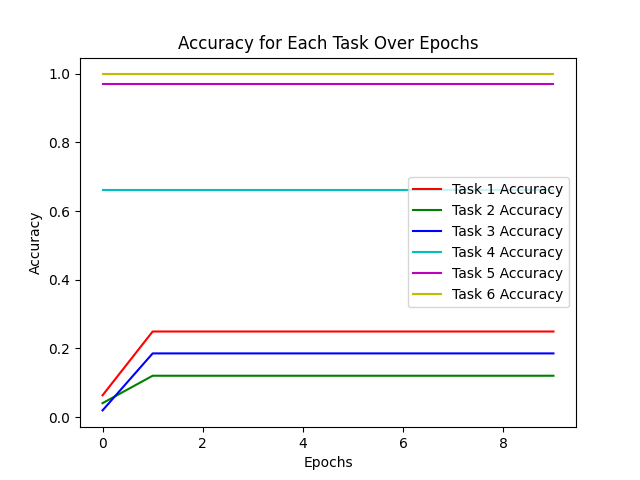 Accuracy for Each Task Over Epochs
1.0
0.8
0.6
0.4
0.2
0.0
Accuracy
Task 1 Accuracy
Task 2 Accuracy
Task 3 Accuracy
Task 4 Accuracy
Task 5 Accuracy
Task 6 Accuracy
0 2 4 6 8
Epochs